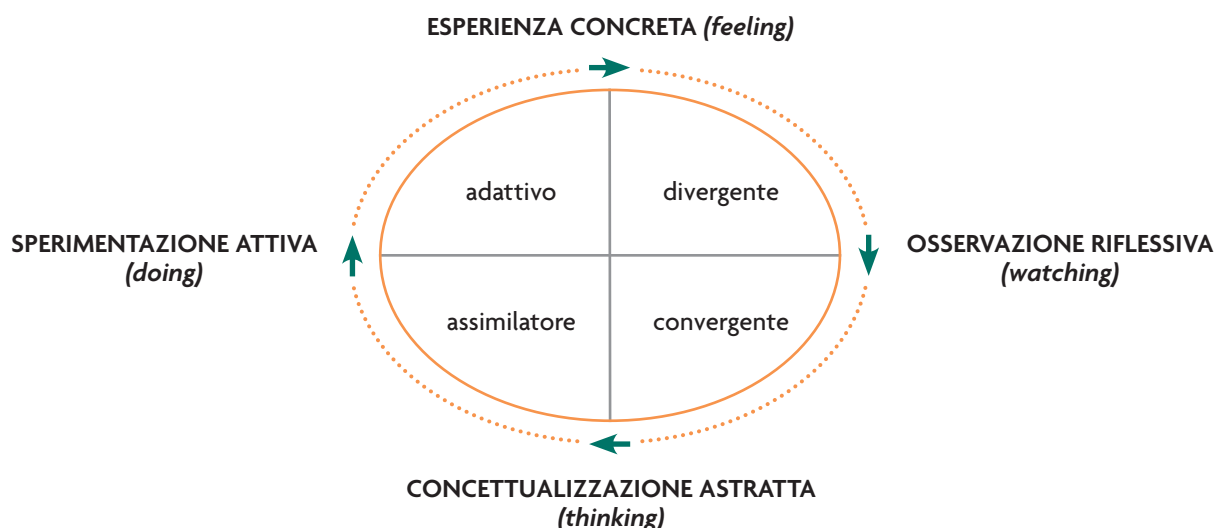 ESPERIENZA CONCRETA (feeling)
adattivo
divergente
SPERIMENTAZIONE ATTIVA
(doing)
OSSERVAZIONE RIFLESSIVA
(watching)
assimilatore
convergente
CONCETTUALIZZAZIONE ASTRATTA
(thinking)